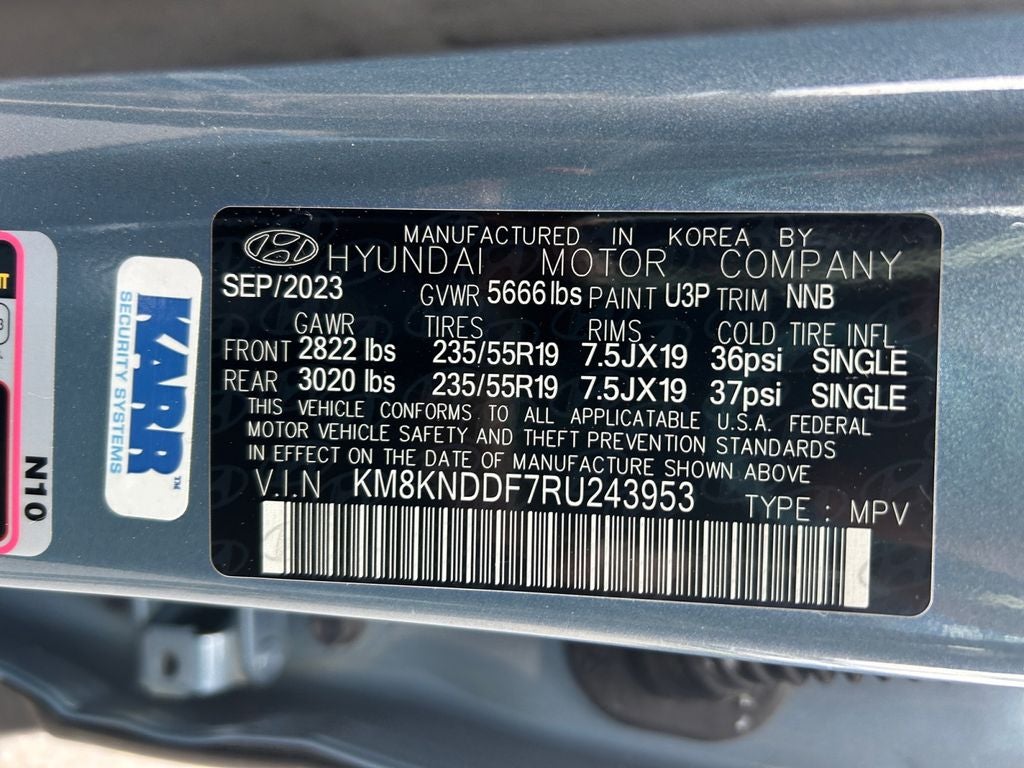 MANUFACTURED IN KOREA BY
HYUNDAI MOTOR COMPANY
SEP/2023 GVWR 5666 lbs PAINT U3P TRIM NNB
GAWR TIRES RIMS COLD TIRE INFL
FRONT 2822 lbs 235/55R19 7.5JX19 36psi SINGLE
REAR 3020 lbs 235/55R19 7.5JX19 37psi SINGLE
THIS VEHICLE CONFORMS TO ALL APPLICATABLE U.S.A. FEDERAL
MOTOR VEHICLE SAFETY AND THEFT PREVENTION STANDARDS
IN EFFECT ON THE DATE OF MANUFACTURE SHOWN ABOVE
V.I.N KM8KNDDF7RU243953 TYPE : MPV
KARR TM
SECURITY SYSTEMS
N10